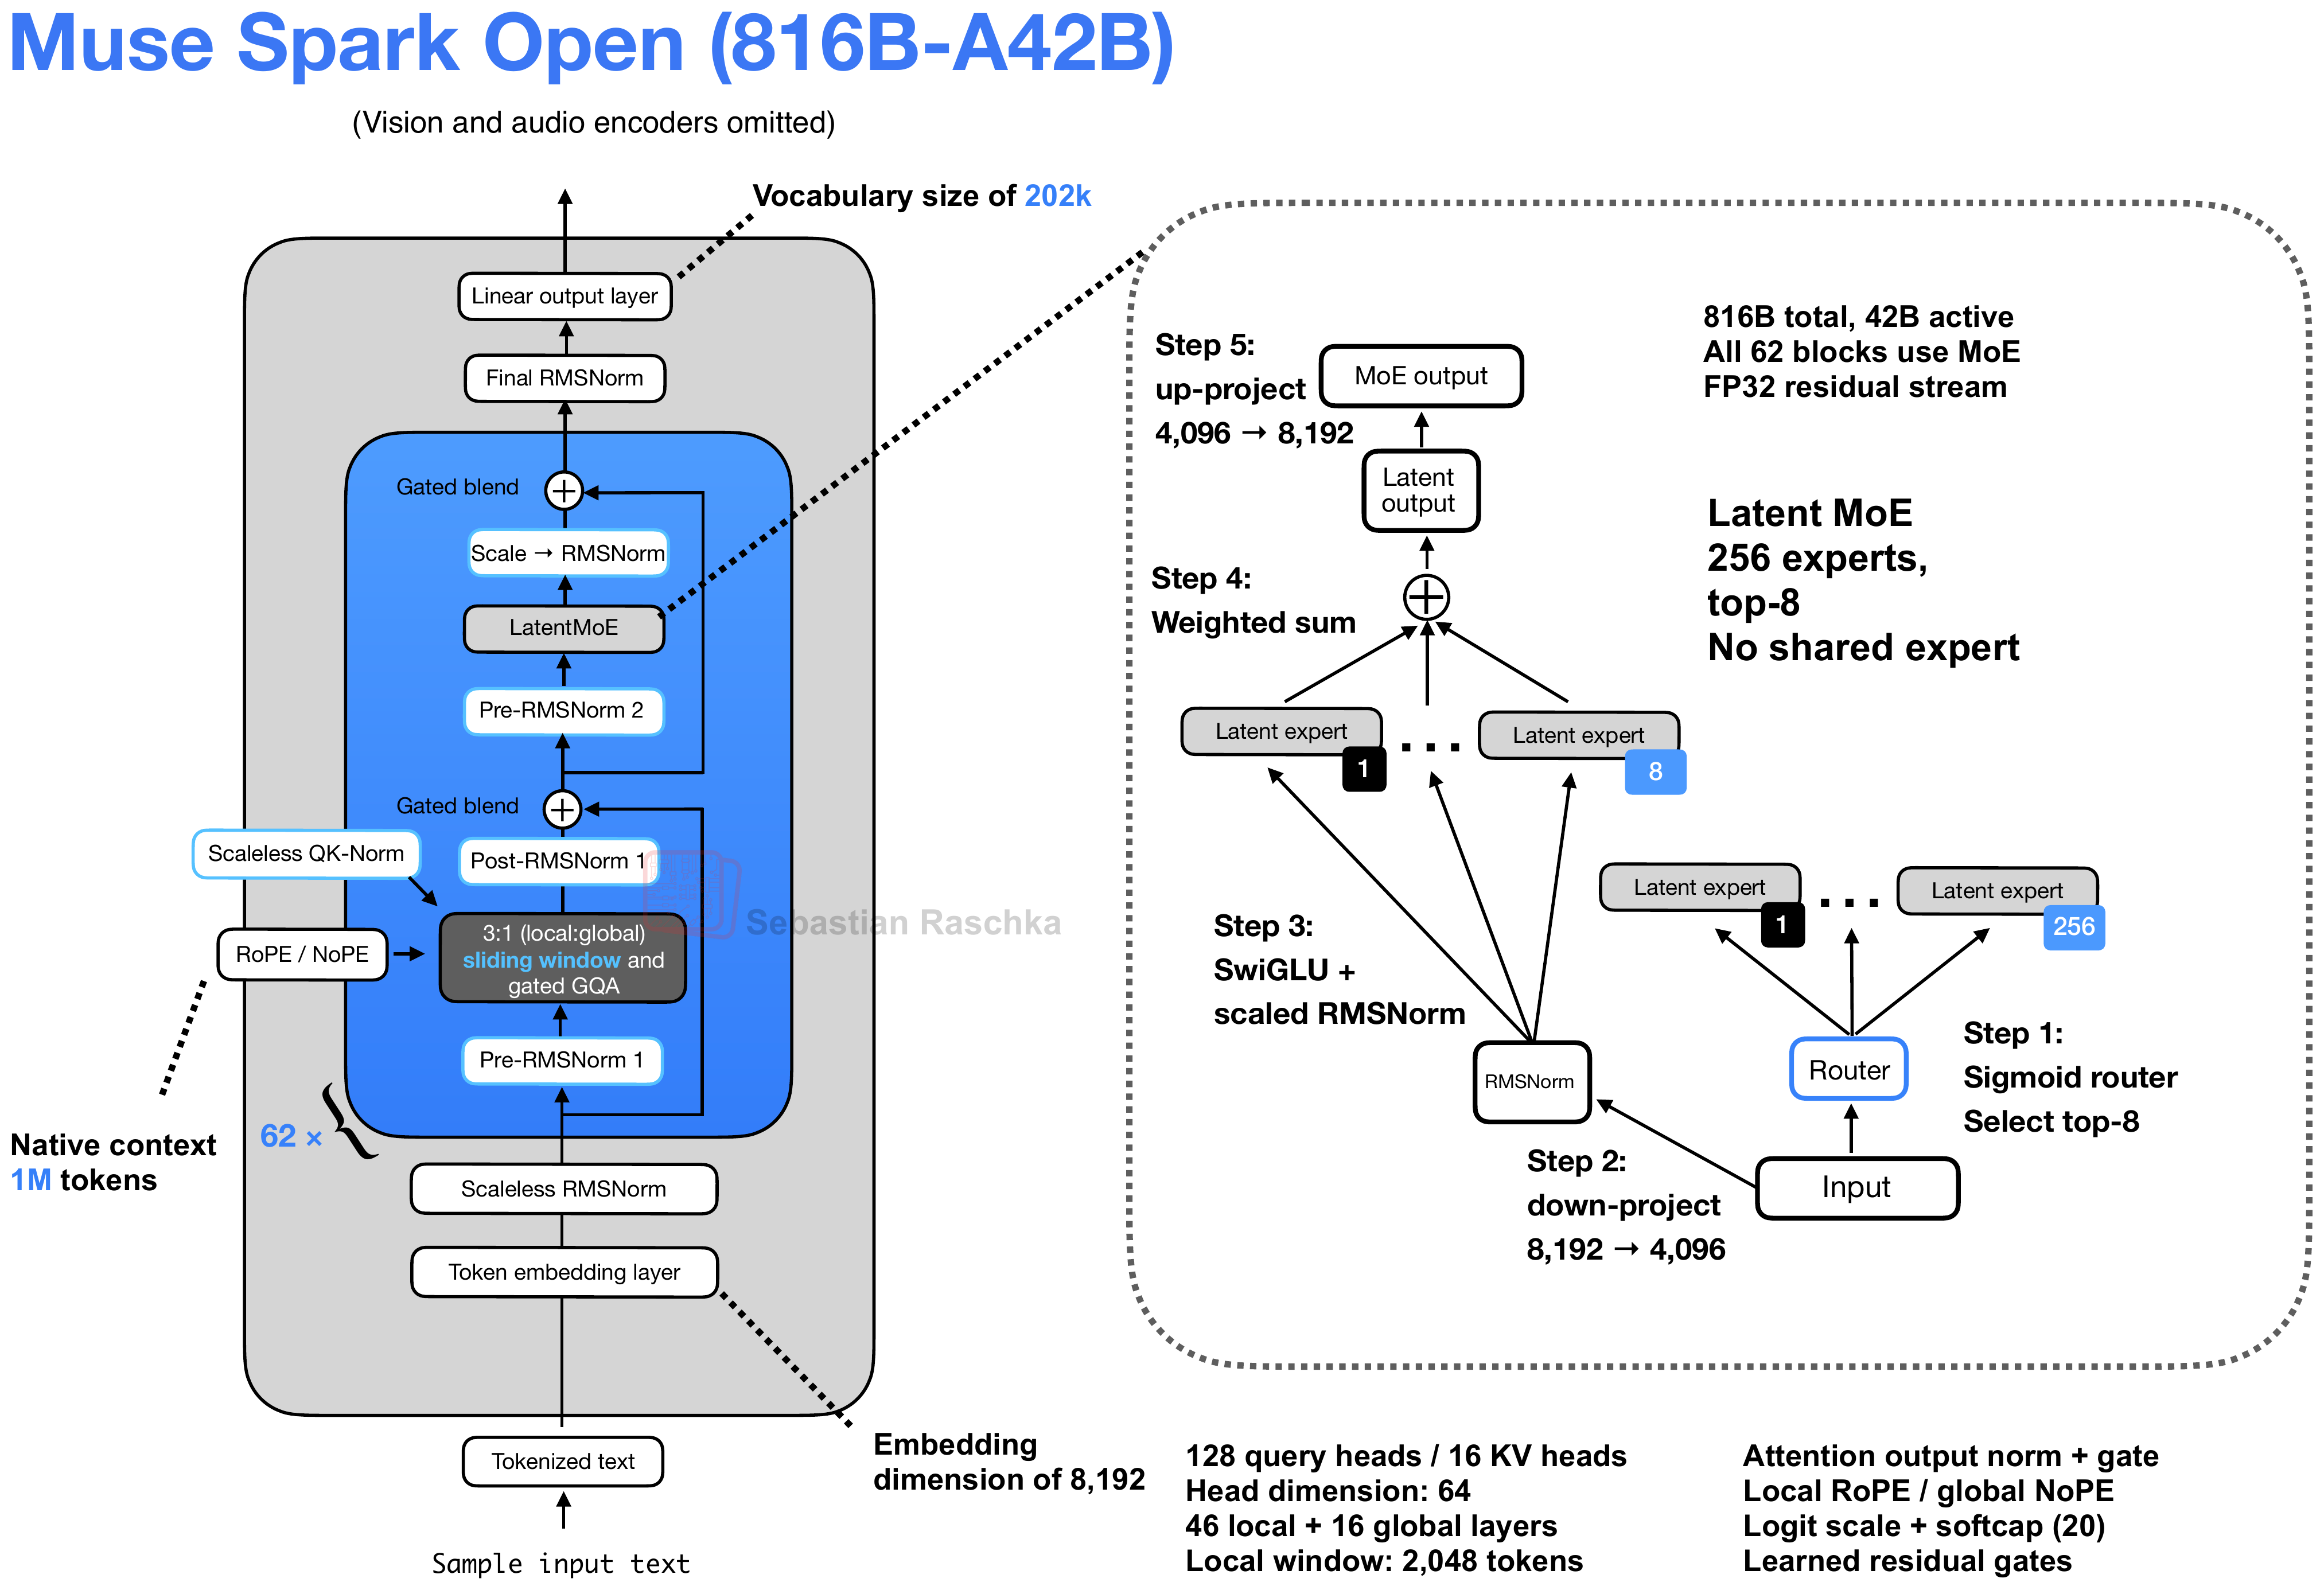 Muse Spark Open (816B-A42B)
(Vision and audio encoders omitted)
Vocabulary size of 202k
Linear output layer
Final RMSNorm
Gated blend
Scale → RMSNorm
LatentMoE
Pre-RMSNorm 2
Gated blend
Scaleless QK-Norm
Post-RMSNorm 1
Sebastian Raschka
RoPE / NoPE
3:1 (local:global)
sliding window and
gated GQA
Pre-RMSNorm 1
62 ×
Native context
1M tokens
Scaleless RMSNorm
Token embedding layer
Embedding
dimension of 8,192
Tokenized text
Sample input text
816B total, 42B active
All 62 blocks use MoE
FP32 residual stream
Step 5:
up-project
4,096 → 8,192
MoE output
Latent
output
Latent MoE
256 experts,
top-8
No shared expert
Step 4:
Weighted sum
Latent expert
1
...
Latent expert
8
Latent expert
1
...
Latent expert
256
Step 3:
SwiGLU +
scaled RMSNorm
RMSNorm
Router
Step 1:
Sigmoid router
Select top-8
Step 2:
down-project
8,192 → 4,096
Input
128 query heads / 16 KV heads
Head dimension: 64
46 local + 16 global layers
Local window: 2,048 tokens
Attention output norm + gate
Local RoPE / global NoPE
Logit scale + softcap (20)
Learned residual gates